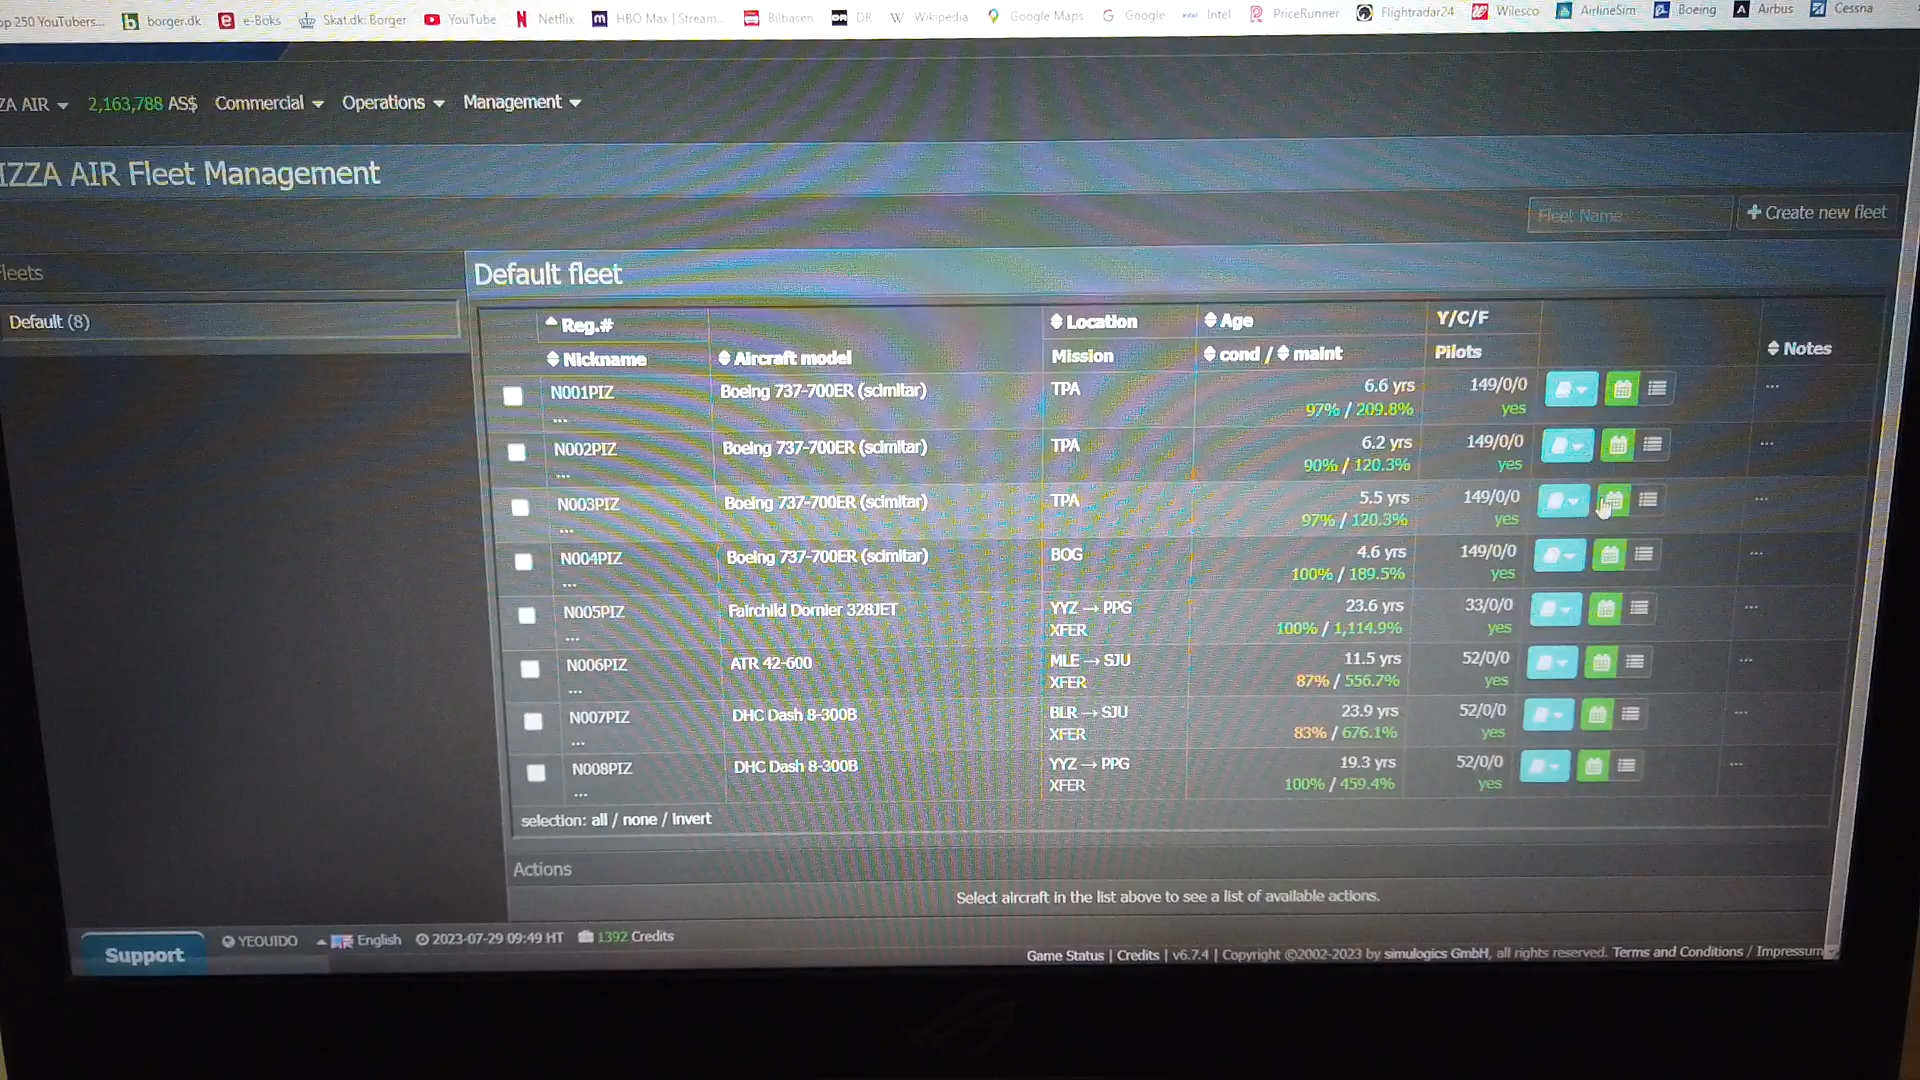 op 250 YouTubers... borger.dk e-Boks Skat.dk: Borger YouTube Netflix HBO Max | Stream... Bilbasen DR Wikipedia Google Maps Google Intel PriceRunner Flightradar24 Wilesco AirlineSim Boeing Airbus Cessna
ZA AIR 2,163,788 AS$ Commercial Operations Management
IZZA AIR Fleet Management
Fleet Name + Create new fleet
Fleets
Default (8)
Default fleet
Reg.# Location Age Y/C/F
Nickname Aircraft model Mission cond / maint Pilots Notes
N001PIZ Boeing 737-700ER (scimitar) TPA 6.6 yrs 149/0/0 ...
... 97% / 209.8% yes
N002PIZ Boeing 737-700ER (scimitar) TPA 6.2 yrs 149/0/0 ...
... 90% / 120.3% yes
N003PIZ Boeing 737-700ER (scimitar) TPA 5.5 yrs 149/0/0 ...
... 97% / 120.3% yes
N004PIZ Boeing 737-700ER (scimitar) BOG 4.6 yrs 149/0/0 ...
... 100% / 189.5% yes
N005PIZ Fairchild Dornier 328JET YYZ → PPG 23.6 yrs 33/0/0 ...
... XFER 100% / 1,114.9% yes
N006PIZ ATR 42-600 MLE → SJU 11.5 yrs 52/0/0 ...
... XFER 87% / 556.7% yes
N007PIZ DHC Dash 8-300B BLR → SJU 23.9 yrs 52/0/0 ...
... XFER 83% / 676.1% yes
N008PIZ DHC Dash 8-300B YYZ → PPG 19.3 yrs 52/0/0 ...
... XFER 100% / 459.4% yes
selection: all / none / invert
Actions
Select aircraft in the list above to see a list of available actions.
Support YEOUIDO English 2023-07-29 09:49 HT 1392 Credits
Game Status | Credits | v6.7.4 | Copyright ©2002-2023 by simulogics GmbH, all rights reserved. Terms and Conditions / Impressum